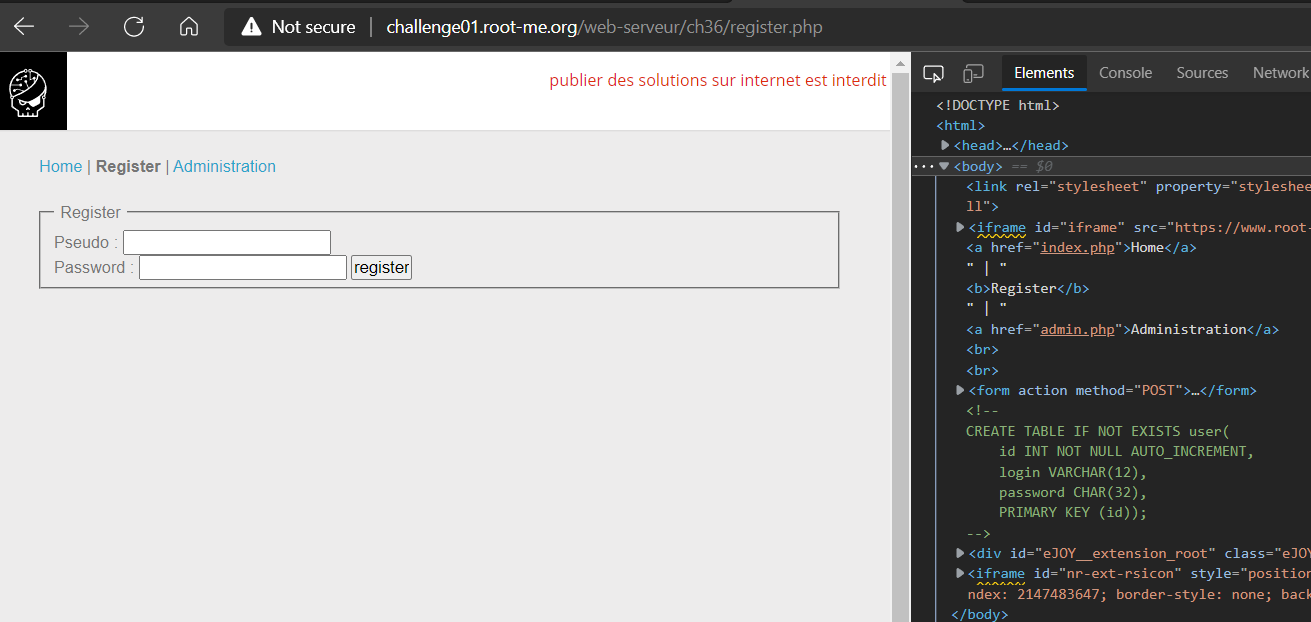 Not secure | challenge01.root-me.org/web-serveur/ch36/register.php
publier des solutions sur internet est interdit
Home | Register | Administration
Register
Pseudo :
Password : register
Elements Console Sources Network
<!DOCTYPE html>
<html>
<head>…</head>
<body> == $0
<link rel="stylesheet" property="styleshee
ll">
<iframe id="iframe" src="https://www.root-
<a href="index.php">Home</a>
" | "
<b>Register</b>
" | "
<a href="admin.php">Administration</a>
<br>
<br>
<form action method="POST">…</form>
<!--
CREATE TABLE IF NOT EXISTS user(
id INT NOT NULL AUTO_INCREMENT,
login VARCHAR(12),
password CHAR(32),
PRIMARY KEY (id));
-->
<div id="eJOY__extension_root" class="eJOY
<iframe id="nr-ext-rsicon" style="position
ndex: 2147483647; border-style: none; back
</body>